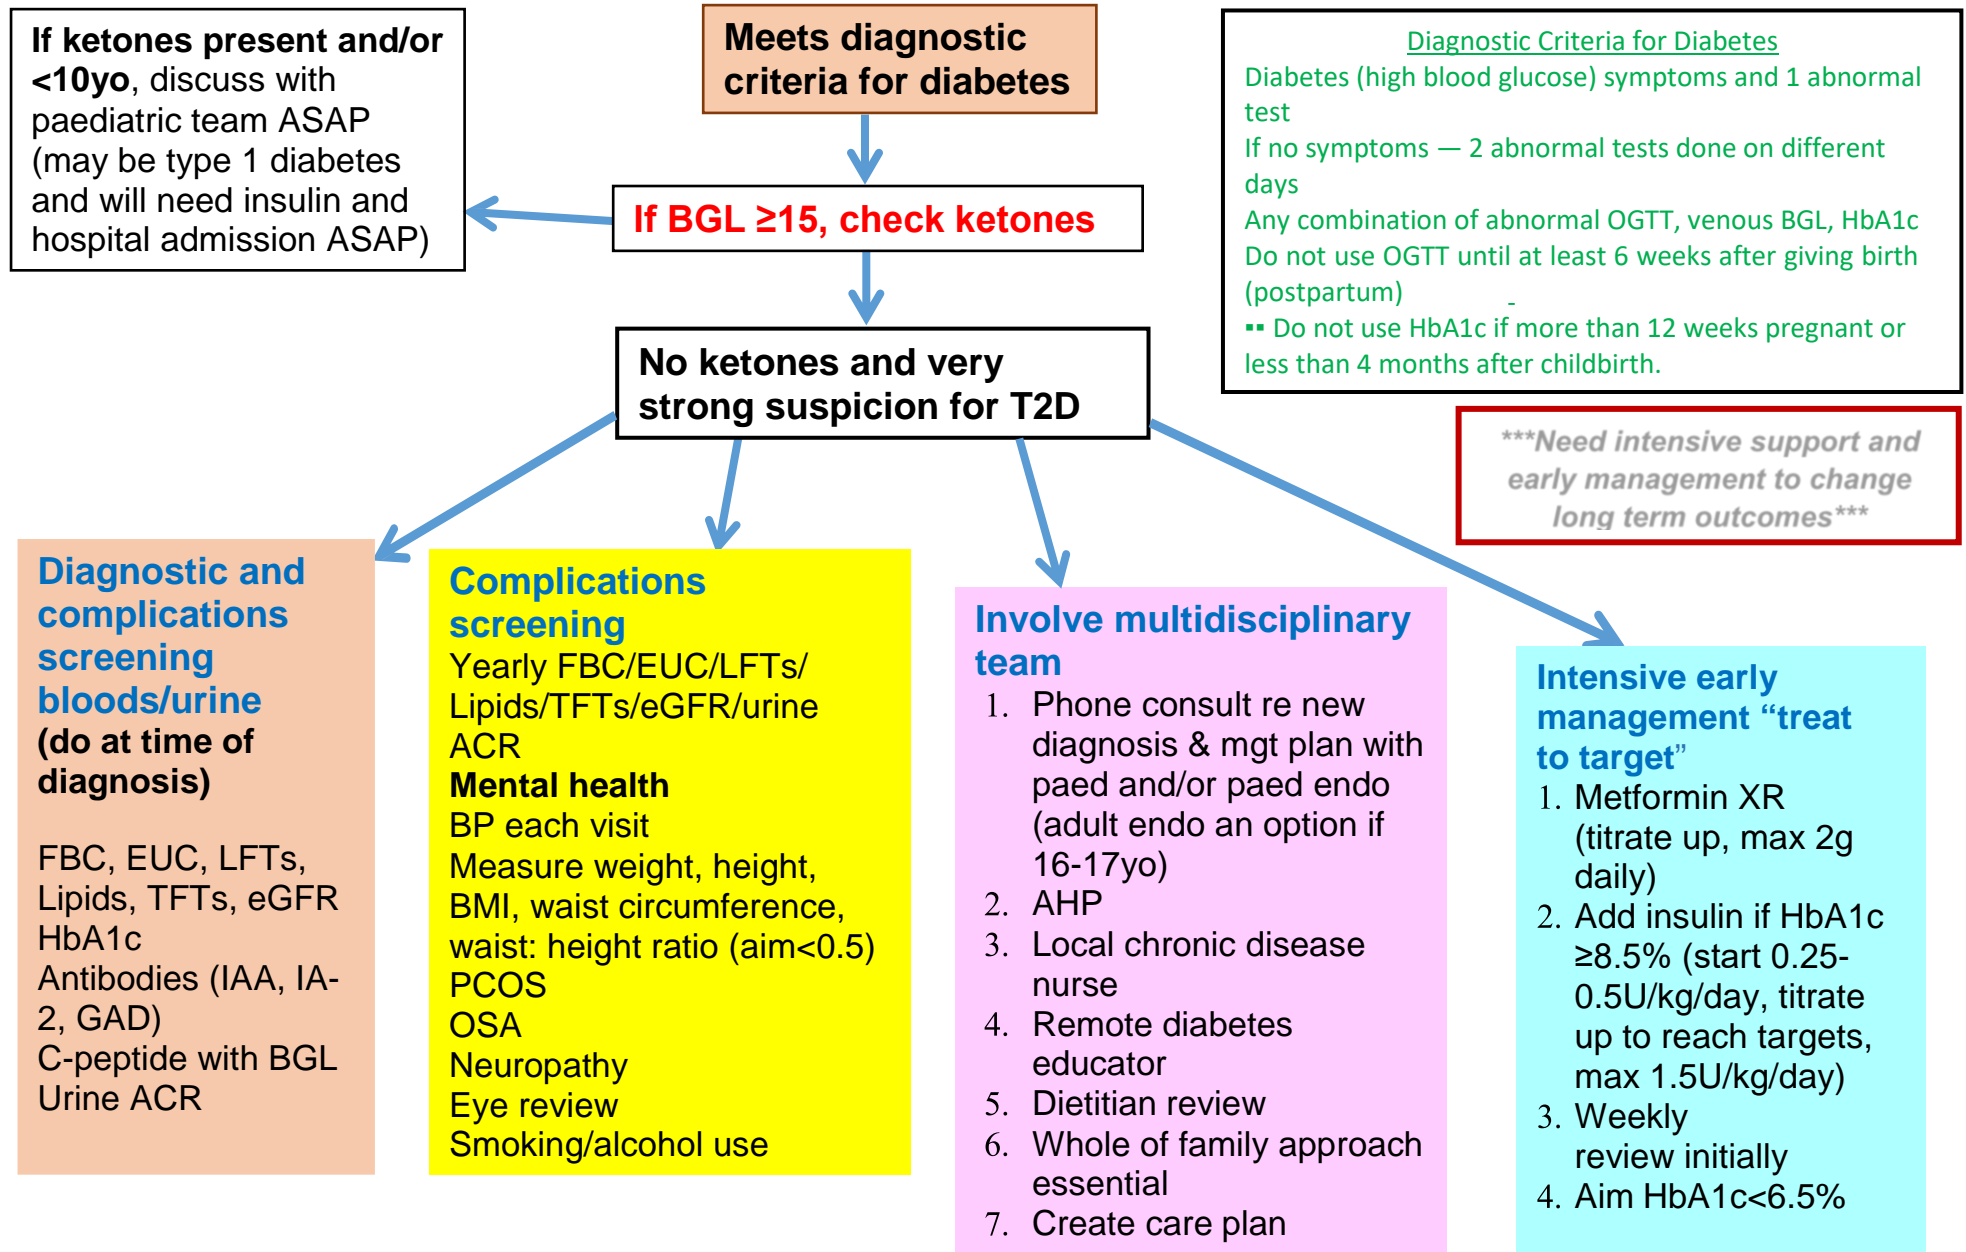 If ketones present and/or
<10yo, discuss with
paediatric team ASAP
(may be type 1 diabetes
and will need insulin and
hospital admission ASAP)
Meets diagnostic
criteria for diabetes
Diagnostic Criteria for Diabetes
Diabetes (high blood glucose) symptoms and 1 abnormal
test
If no symptoms — 2 abnormal tests done on different
days
Any combination of abnormal OGTT, venous BGL, HbA1c
Do not use OGTT until at least 6 weeks after giving birth
(postpartum)
▪▪ Do not use HbA1c if more than 12 weeks pregnant or
less than 4 months after childbirth.
If BGL ≥15, check ketones
No ketones and very
strong suspicion for T2D
***Need intensive support and
early management to change
long term outcomes***
Diagnostic and
complications
screening
bloods/urine
(do at time of
diagnosis)
FBC, EUC, LFTs,
Lipids, TFTs, eGFR
HbA1c
Antibodies (IAA, IA-
2, GAD)
C-peptide with BGL
Urine ACR
Complications
screening
Yearly FBC/EUC/LFTs/
Lipids/TFTs/eGFR/urine
ACR
Mental health
BP each visit
Measure weight, height,
BMI, waist circumference,
waist: height ratio (aim<0.5)
PCOS
OSA
Neuropathy
Eye review
Smoking/alcohol use
Involve multidisciplinary
team
1. Phone consult re new
diagnosis & mgt plan with
paed and/or paed endo
(adult endo an option if
16-17yo)
2. AHP
3. Local chronic disease
nurse
4. Remote diabetes
educator
5. Dietitian review
6. Whole of family approach
essential
7. Create care plan
Intensive early
management “treat
to target”
1. Metformin XR
(titrate up, max 2g
daily)
2. Add insulin if HbA1c
≥8.5% (start 0.25-
0.5U/kg/day, titrate
up to reach targets,
max 1.5U/kg/day)
3. Weekly
review initially
4. Aim HbA1c<6.5%